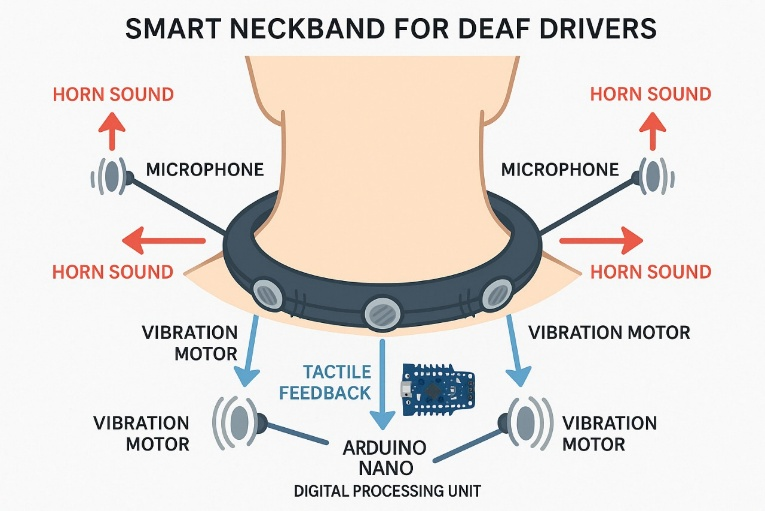 SMART NECKBAND FOR DEAF DRIVERS
HORN SOUND
HORN SOUND
MICROPHONE
MICROPHONE
HORN SOUND
HORN SOUND
VIBRATION
MOTOR
VIBRATION MOTOR
TACTILE
FEEDBACK
VIBRATION
MOTOR
VIBRATION
MOTOR
ARDUINO
NANO
DIGITAL PROCESSING UNIT